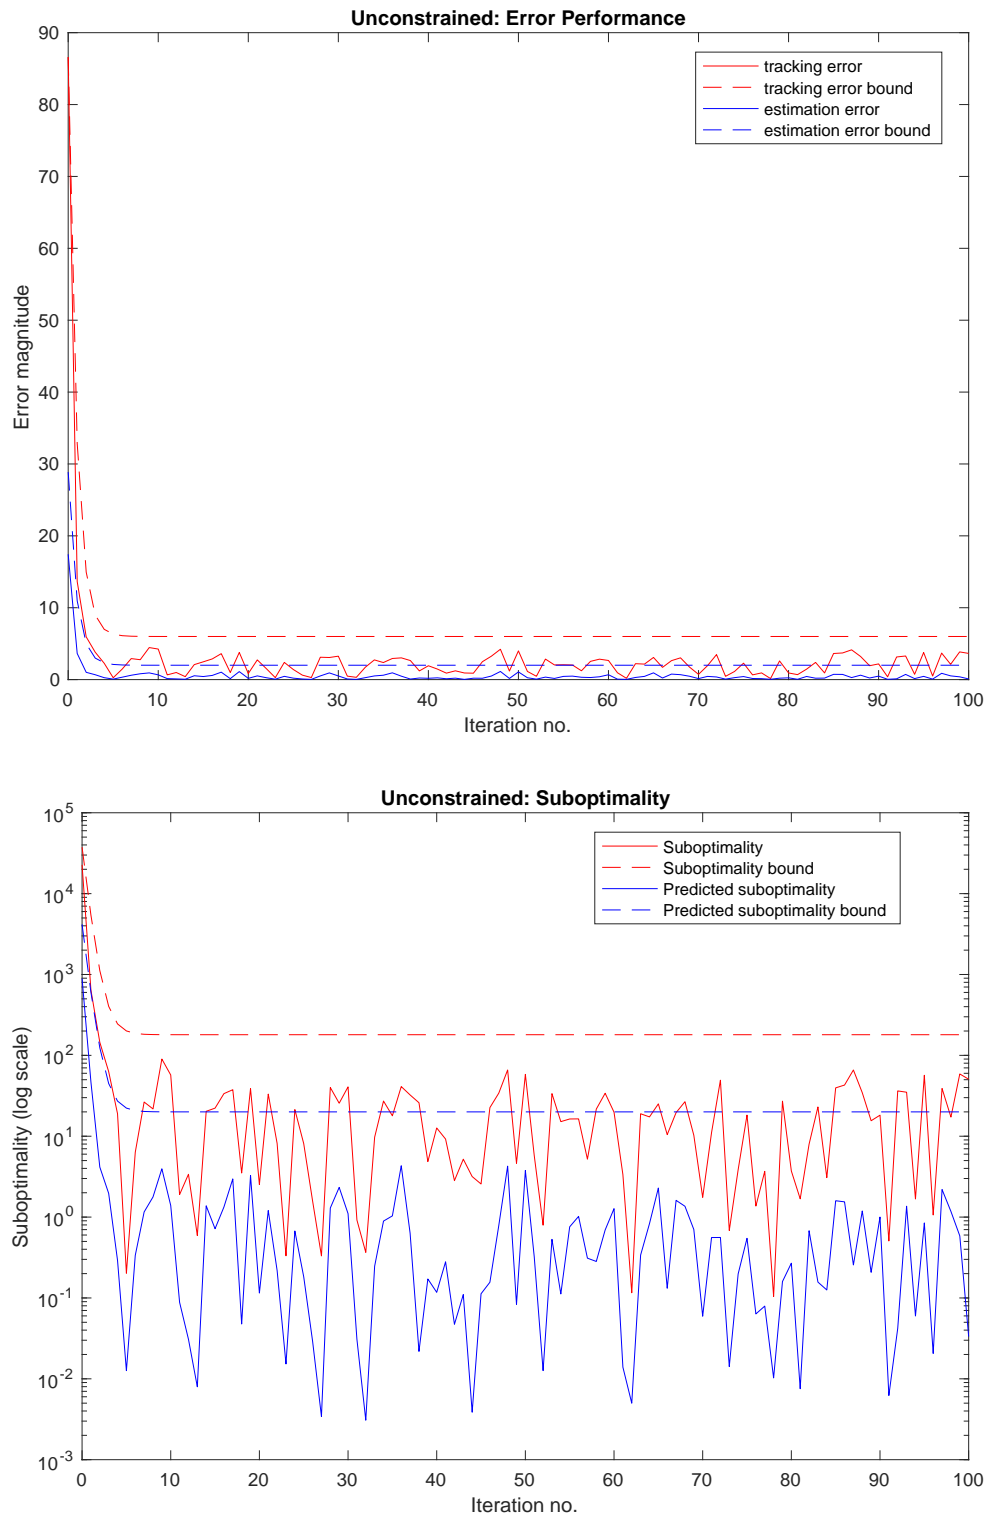 Unconstrained: Error Performance
90
80
70
60
50
40
30
20
10
0
Error magnitude
tracking error
tracking error bound
estimation error
estimation error bound
0 10 20 30 40 50 60 70 80 90 100
Iteration no.
Unconstrained: Suboptimality
10^5
10^4
10^3
10^2
10^1
10^0
10^-1
10^-2
10^-3
Suboptimality (log scale)
Suboptimality
Suboptimality bound
Predicted suboptimality
Predicted suboptimality bound
0 10 20 30 40 50 60 70 80 90 100
Iteration no.